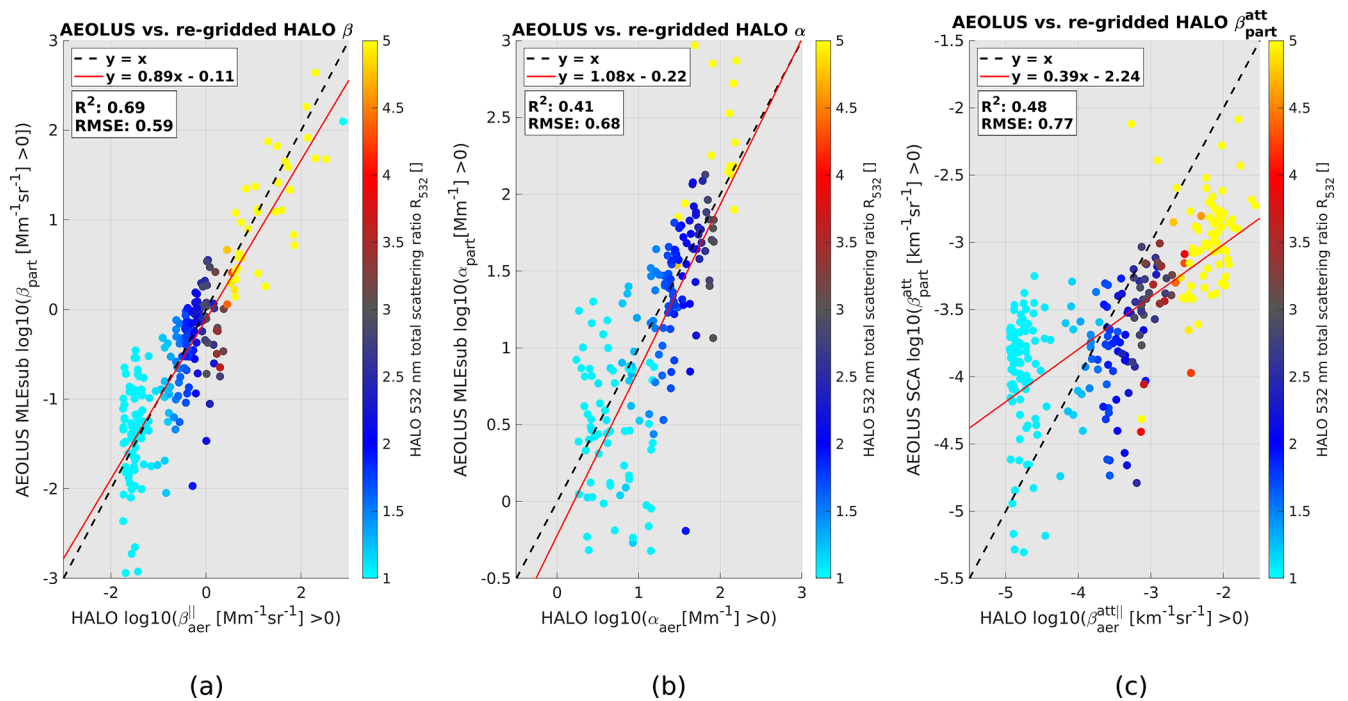 AEOLUS vs. re-gridded HALO β
y = x
y = 0.89x - 0.11
R²: 0.69
RMSE: 0.59
3
2
1
0
-1
-2
-3
-2
0
2
AEOLUS MLEsub log10(β_part [Mm⁻¹sr⁻¹] >0])
HALO log10(β_aer^|| [Mm⁻¹sr⁻¹] >0)
5
4.5
4
3.5
3
2.5
2
1.5
1
HALO 532 nm total scattering ratio R_532 []
(a)
AEOLUS vs. re-gridded HALO α
y = x
y = 1.08x - 0.22
R²: 0.41
RMSE: 0.68
3
2.5
2
1.5
1
0.5
0
-0.5
0
1
2
3
AEOLUS MLEsub log10(α_part[Mm⁻¹] >0)
HALO log10(α_aer[Mm⁻¹] >0)
5
4.5
4
3.5
3
2.5
2
1.5
1
HALO 532 nm total scattering ratio R_532 []
(b)
AEOLUS vs. re-gridded HALO β_part^att
y = x
y = 0.39x - 2.24
R²: 0.48
RMSE: 0.77
-1.5
-2
-2.5
-3
-3.5
-4
-4.5
-5
-5.5
-5
-4
-3
-2
AEOLUS SCA log10(β_part^att [km⁻¹sr⁻¹] >0)
HALO log10(β_aer^att|| [km⁻¹sr⁻¹] >0)
5
4.5
4
3.5
3
2.5
2
1.5
1
HALO 532 nm total scattering ratio R_532 []
(c)